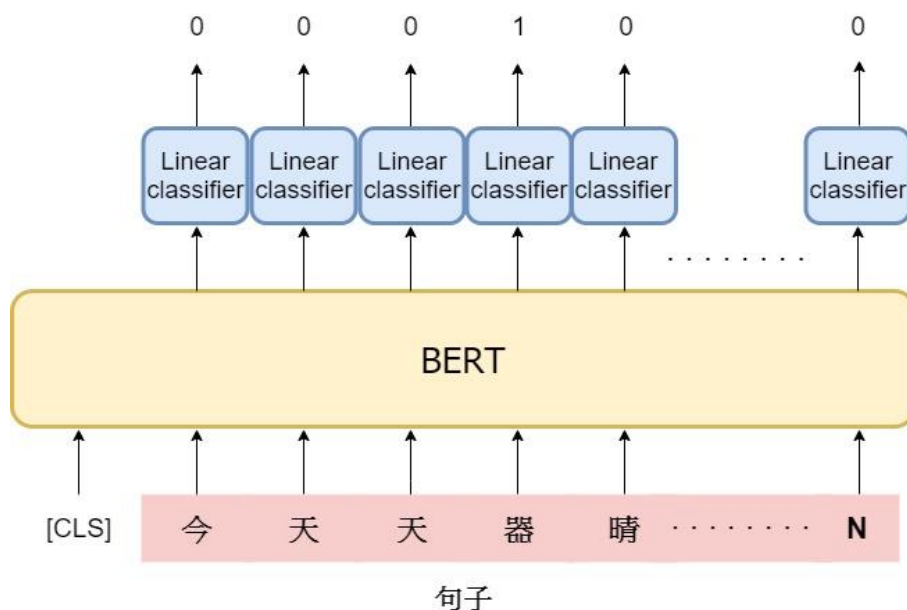 0 0 0 1 0 0
Linear classifier Linear classifier Linear classifier Linear classifier Linear classifier Linear classifier
· · · · · · · ·
BERT
[CLS] 今 天 天 器 晴 · · · · · · · · N
句子